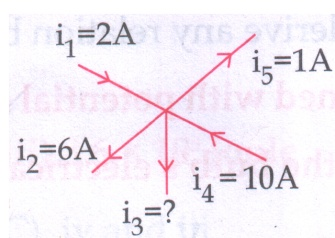 i₁=2A
i₅=1A
i₂=6A
i₄=10A
i₃=?